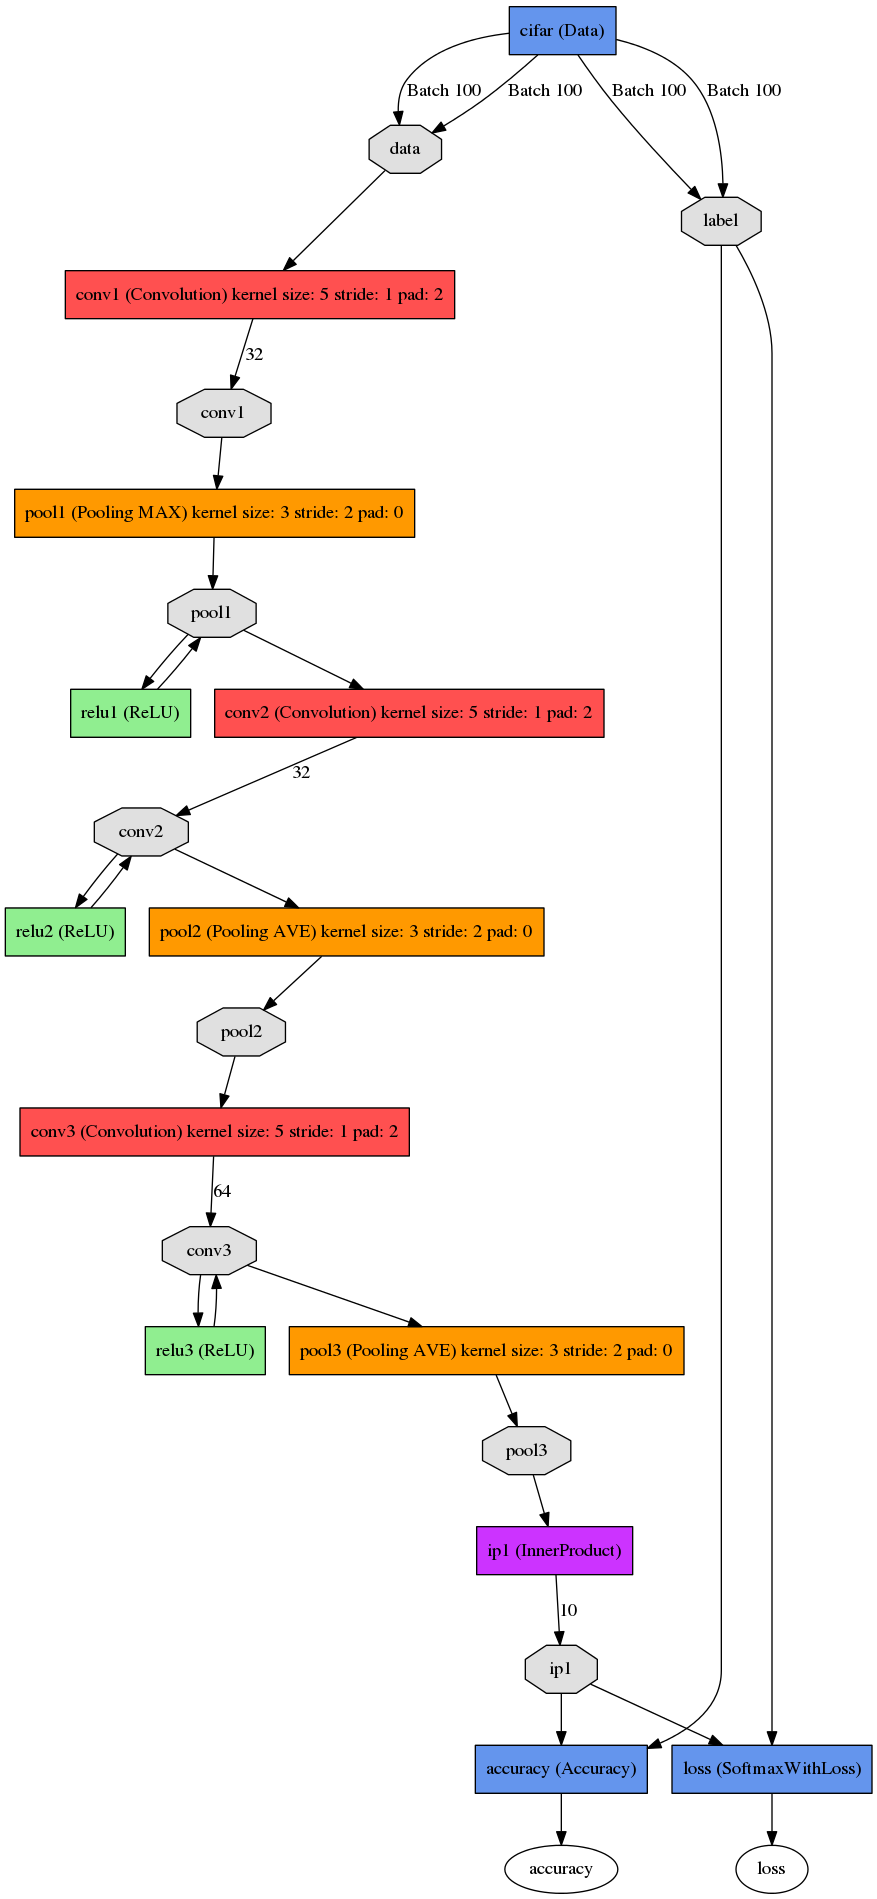 cifar (Data)
Batch 100
Batch 100
Batch 100
Batch 100
data
label
conv1 (Convolution) kernel size: 5 stride: 1 pad: 2
32
conv1
pool1 (Pooling MAX) kernel size: 3 stride: 2 pad: 0
pool1
relu1 (ReLU)
conv2 (Convolution) kernel size: 5 stride: 1 pad: 2
32
conv2
relu2 (ReLU)
pool2 (Pooling AVE) kernel size: 3 stride: 2 pad: 0
pool2
conv3 (Convolution) kernel size: 5 stride: 1 pad: 2
64
conv3
relu3 (ReLU)
pool3 (Pooling AVE) kernel size: 3 stride: 2 pad: 0
pool3
ip1 (InnerProduct)
10
ip1
accuracy (Accuracy)
loss (SoftmaxWithLoss)
accuracy
loss